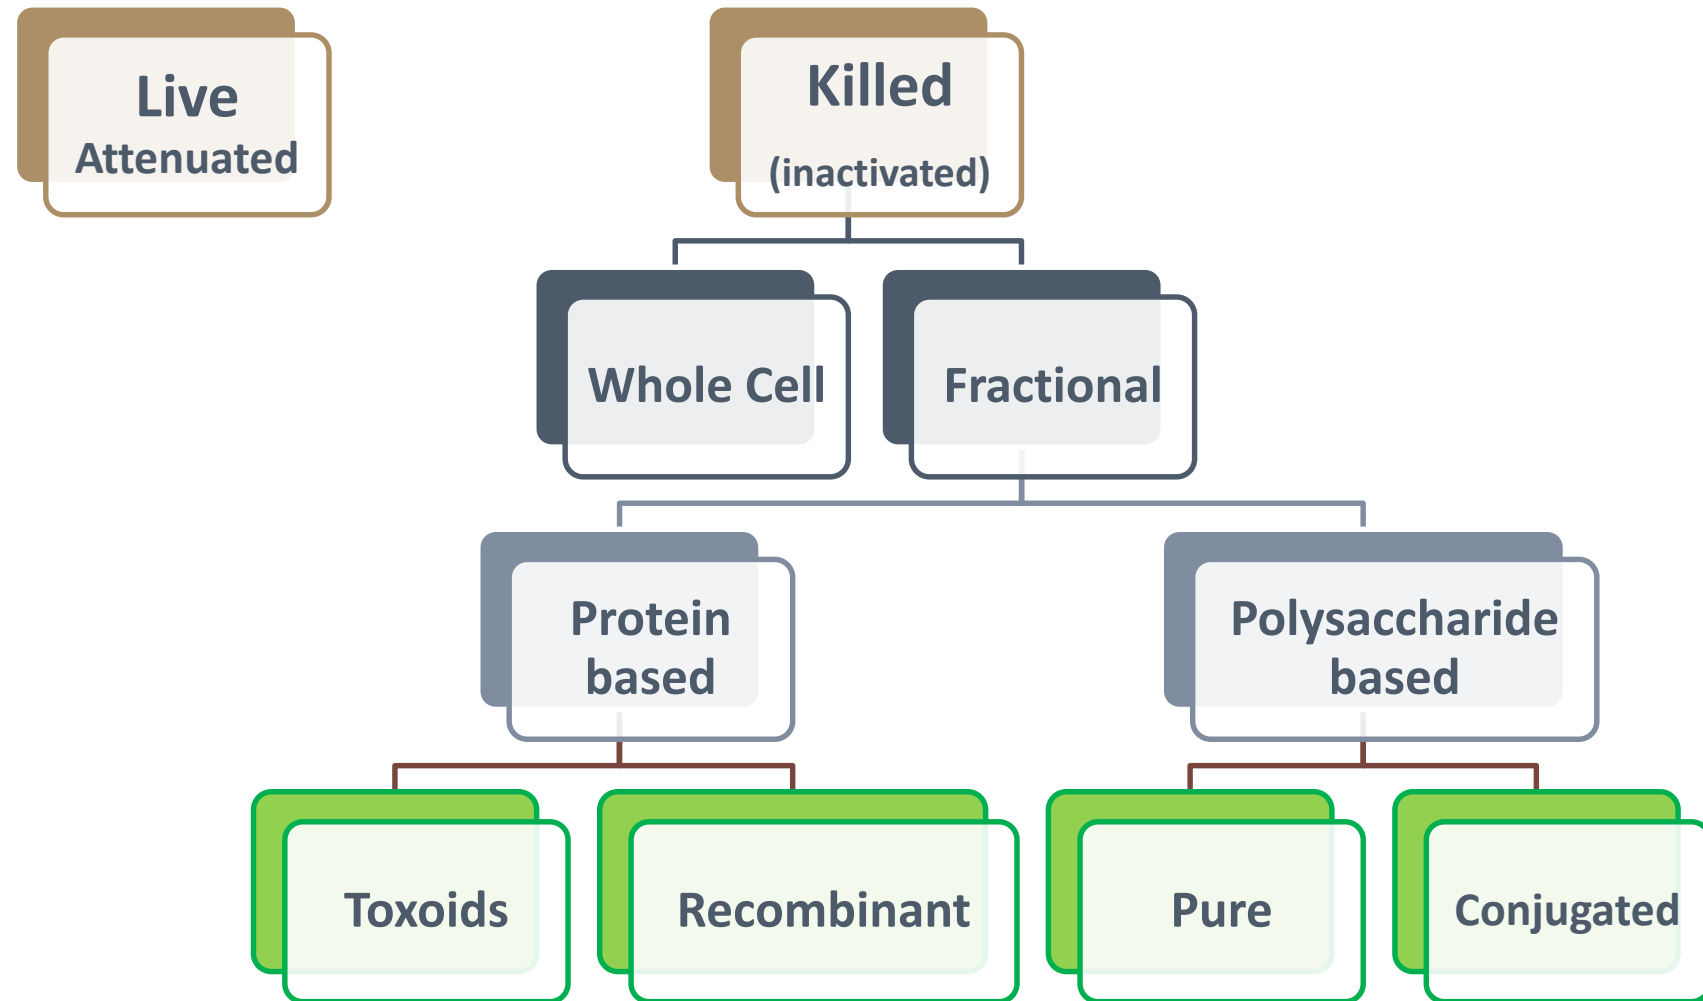 Live
Attenuated
Killed
(inactivated)
Whole Cell
Fractional
Protein
based
Polysaccharide
based
Toxoids
Recombinant
Pure
Conjugated